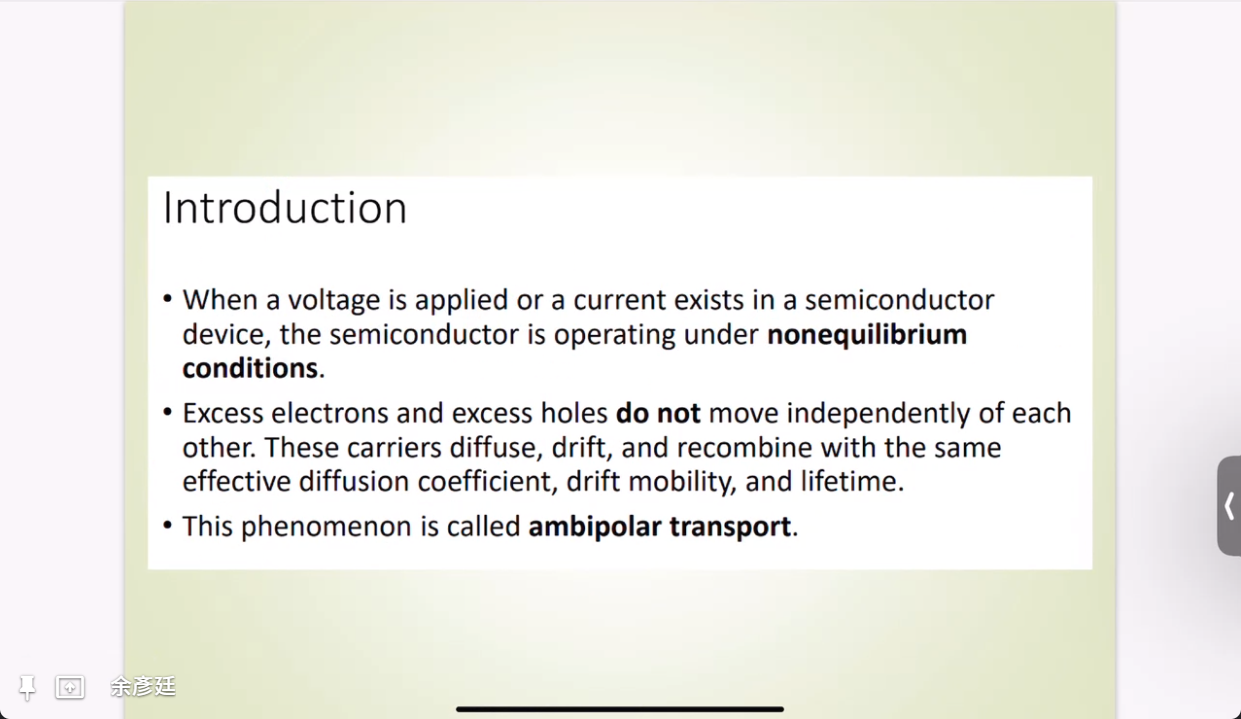 Introduction
• When a voltage is applied or a current exists in a semiconductor
device, the semiconductor is operating under nonequilibrium
conditions.
• Excess electrons and excess holes do not move independently of each
other. These carriers diffuse, drift, and recombine with the same
effective diffusion coefficient, drift mobility, and lifetime.
• This phenomenon is called ambipolar transport.
余彥廷